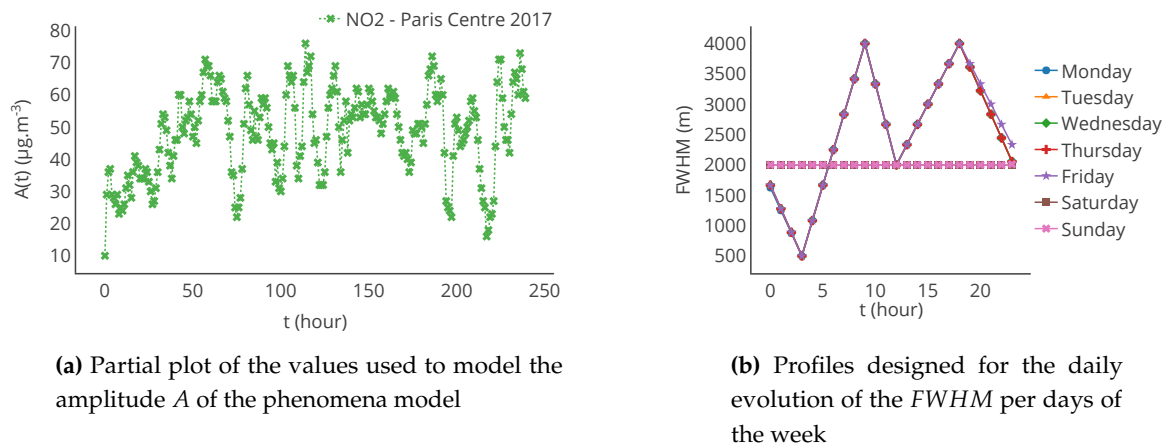 NO2 - Paris Centre 2017
80
70
60
50
40
30
20
10
A(t) (µg.m⁻³)
0
50
100
150
200
250
t (hour)
(a) Partial plot of the values used to model the
amplitude A of the phenomena model
4000
3500
3000
2500
2000
1500
1000
500
FWHM (m)
0
5
10
15
20
t (hour)
Monday
Tuesday
Wednesday
Thursday
Friday
Saturday
Sunday
(b) Profiles designed for the daily
evolution of the FWHM per days of
the week